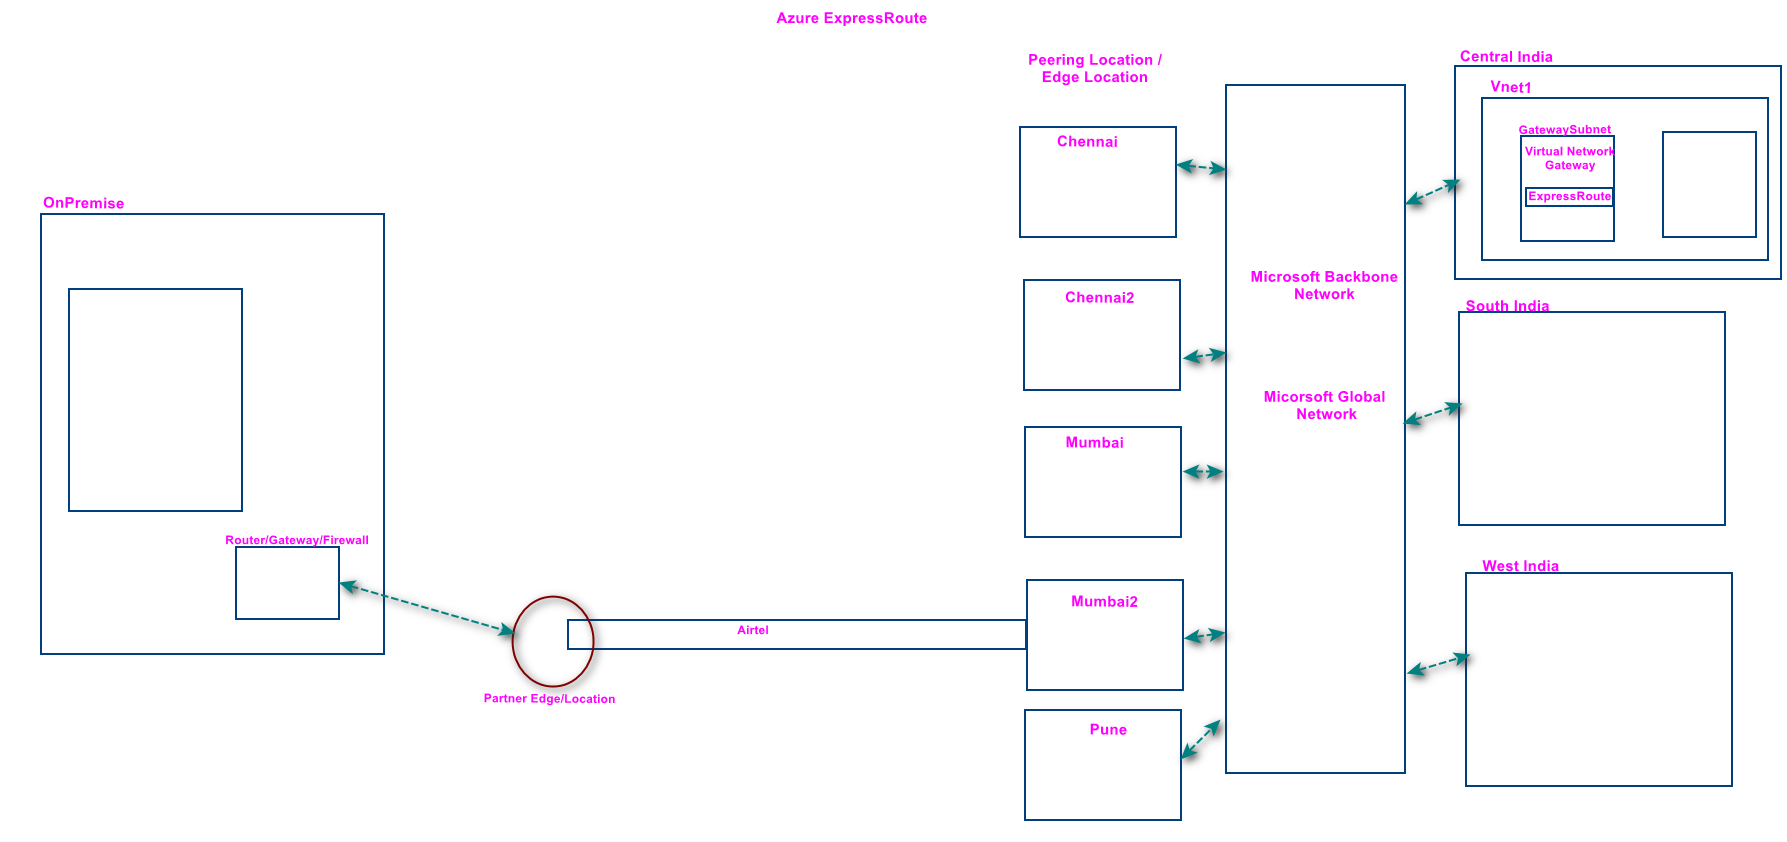 Azure ExpressRoute
Peering Location /
Edge Location
Central India
Vnet1
GatewaySubnet
Virtual Network
Gateway
ExpressRoute
Chennai
OnPremise
Microsoft Backbone
Network
Chennai2
South India
Micorsoft Global
Network
Mumbai
Router/Gateway/Firewall
West India
Mumbai2
Airtel
Partner Edge/Location
Pune